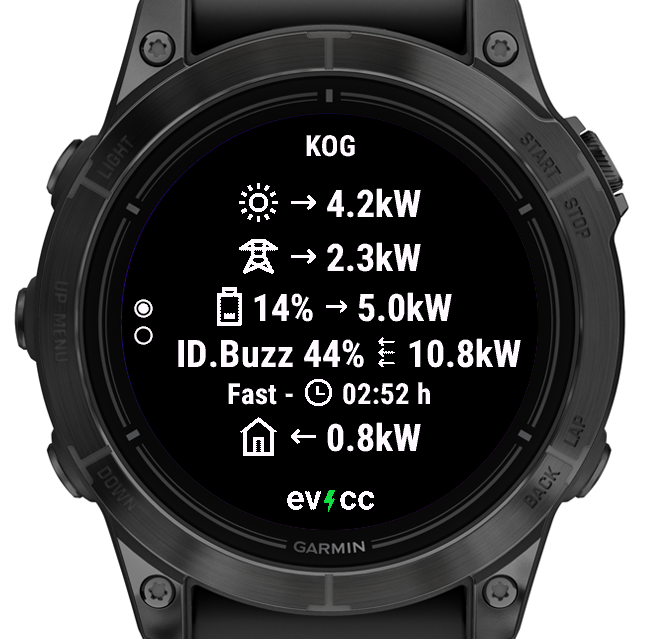 KOG
→ 4.2kW
→ 2.3kW
14% → 5.0kW
ID.Buzz 44% 10.8kW
Fast - 02:52 h
← 0.8kW
evcc
LIGHT
UP MENU
DOWN
START STOP
LAP
BACK
GARMIN